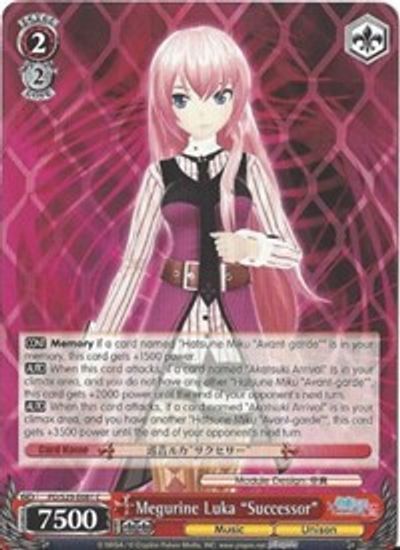 LEVEL
2
2
CONT Memory If a card named "Hatsune Miku "Avant-garde"" is in
your memory, this card gets +1500 power.
AUTO When this card attacks, if a card named "Akatsuki Arrival" is in your
climax area, and you do not have any other "Hatsune Miku "Avant-garde"",
this card gets +2000 power until the end of your opponent's next turn.
AUTO When this card attacks, if a card named "Akatsuki Arrival" is in your
climax area, and you have another "Hatsune Miku "Avant-garde"", this card
gets +3500 power until the end of your opponent's next turn.
Card Name
巡音ルカ“サクセサー”
Module Design:
7500
Megurine Luka "Successor"
Music
Unison